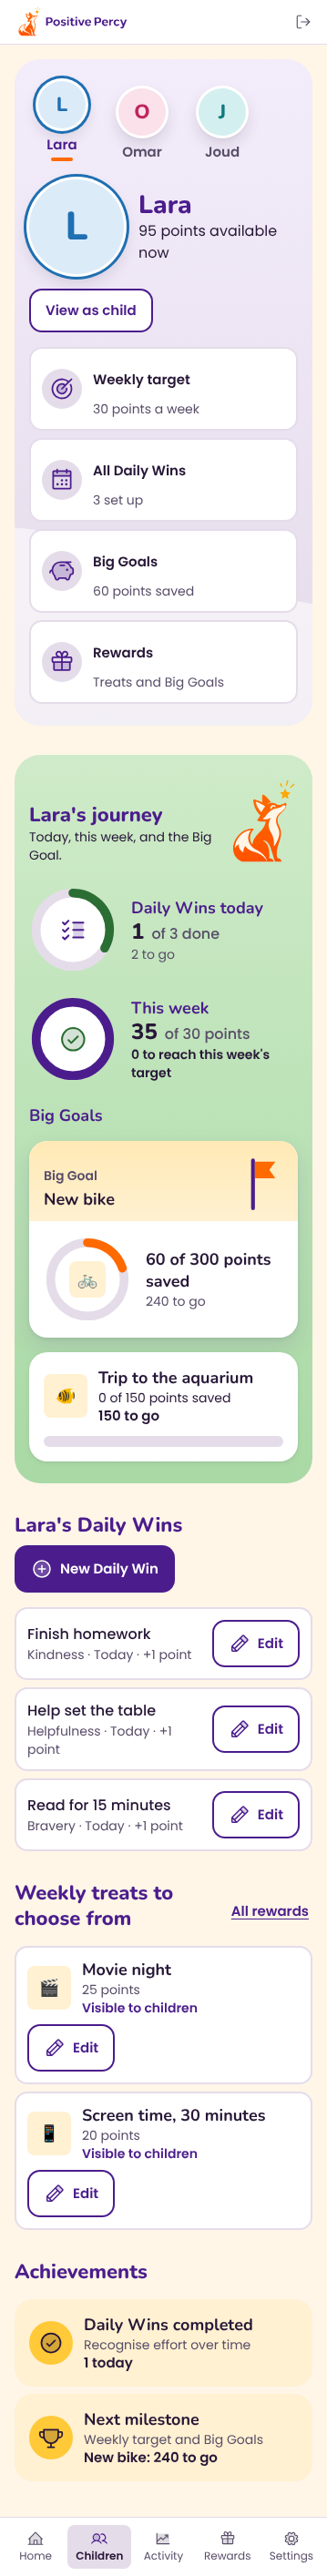 Positive Percy
L
O
J
Lara
Omar
Joud
L
Lara
95 points available
now
View as child
Weekly target
30 points a week
All Daily Wins
3 set up
Big Goals
60 points saved
Rewards
Treats and Big Goals
Lara's journey
Today, this week, and the Big
Goal.
Daily Wins today
1 of 3 done
2 to go
This week
35 of 30 points
0 to reach this week's
target
Big Goals
Big Goal
New bike
60 of 300 points
saved
240 to go
Trip to the aquarium
0 of 150 points saved
150 to go
Lara's Daily Wins
New Daily Win
Finish homework
Kindness · Today · +1 point
Edit
Help set the table
Helpfulness · Today · +1
point
Edit
Read for 15 minutes
Bravery · Today · +1 point
Edit
Weekly treats to
choose from
All rewards
Movie night
25 points
Visible to children
Edit
Screen time, 30 minutes
20 points
Visible to children
Edit
Achievements
Daily Wins completed
Recognise effort over time
1 today
Next milestone
Weekly target and Big Goals
New bike: 240 to go
Home
Children
Activity
Rewards
Settings